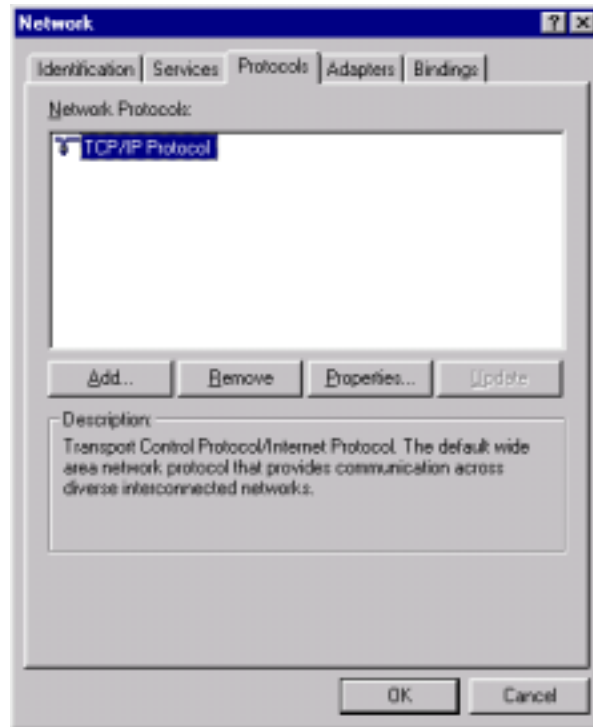 Network
Identification Services Protocols Adapters Bindings
Network Protocols:
TCP/IP Protocol
Add... Remove Properties... Update
Description:
Transport Control Protocol/Internet Protocol. The default wide
area network protocol that provides communication across
diverse interconnected networks.
OK Cancel